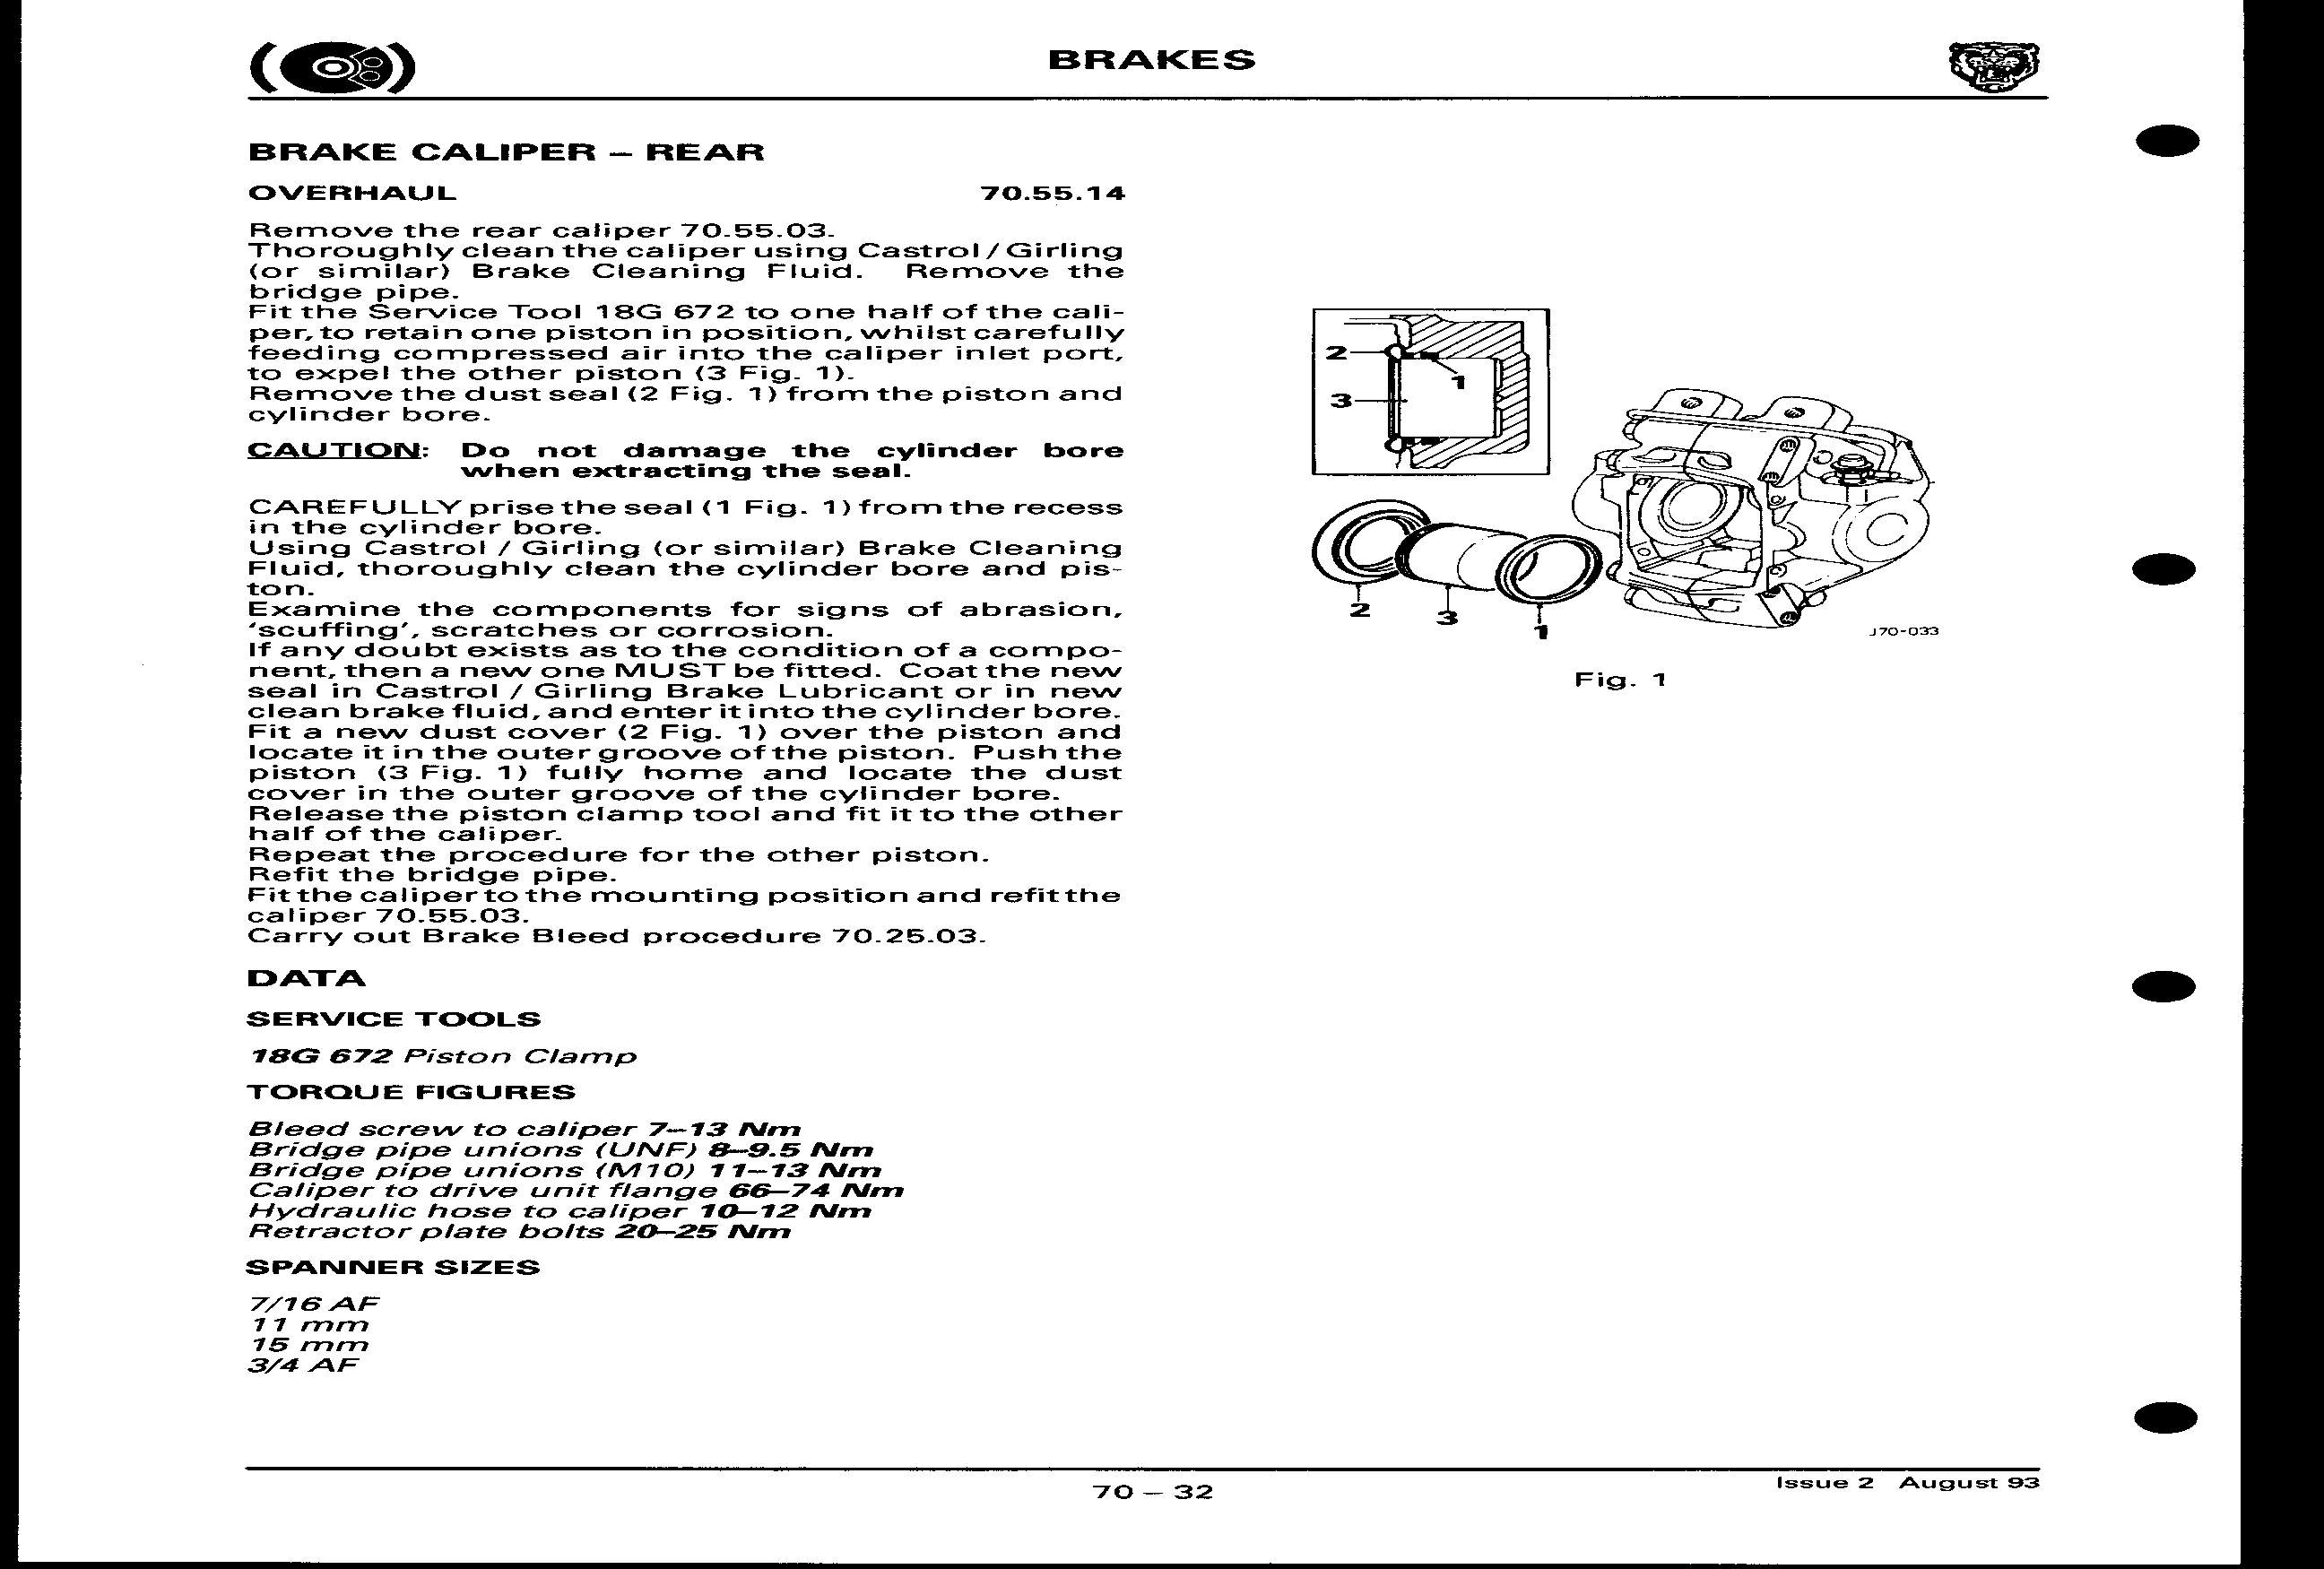 BRAKES
BRAKE CALIPER – REAR
OVERHAUL 70.55.14
Remove the rear caliper 70.55.03.
Thoroughly clean the caliper using Castrol / Girling
(or similar) Brake Cleaning Fluid. Remove the
bridge pipe.
Fit the Service Tool 18G 672 to one half of the cali-
per, to retain one piston in position, whilst carefully
feeding compressed air into the caliper inlet port,
to expel the other piston (3 Fig. 1).
Remove the dust seal (2 Fig. 1) from the piston and
cylinder bore.
CAUTION: Do not damage the cylinder bore
when extracting the seal.
CAREFULLY prise the seal (1 Fig. 1) from the recess
in the cylinder bore.
Using Castrol / Girling (or similar) Brake Cleaning
Fluid, thoroughly clean the cylinder bore and pis-
ton.
Examine the components for signs of abrasion,
'scuffing', scratches or corrosion.
If any doubt exists as to the condition of a compo-
nent, then a new one MUST be fitted. Coat the new
seal in Castrol / Girling Brake Lubricant or in new
clean brake fluid, and enter it into the cylinder bore.
Fit a new dust cover (2 Fig. 1) over the piston and
locate it in the outer groove of the piston. Push the
piston (3 Fig. 1) fully home and locate the dust
cover in the outer groove of the cylinder bore.
Release the piston clamp tool and fit it to the other
half of the caliper.
Repeat the procedure for the other piston.
Refit the bridge pipe.
Fit the caliper to the mounting position and refit the
caliper 70.55.03.
Carry out Brake Bleed procedure 70.25.03.
DATA
SERVICE TOOLS
18G 672 Piston Clamp
TORQUE FIGURES
Bleed screw to caliper 7–13 Nm
Bridge pipe unions (UNF) 8–9.5 Nm
Bridge pipe unions (M10) 11–13 Nm
Caliper to drive unit flange 66–74 Nm
Hydraulic hose to caliper 10–12 Nm
Retractor plate bolts 20–25 Nm
SPANNER SIZES
7/16 AF
11 mm
15 mm
3/4 AF
2
1
3
2
3
1
J70-033
Fig. 1
70 – 32
Issue 2 August 93